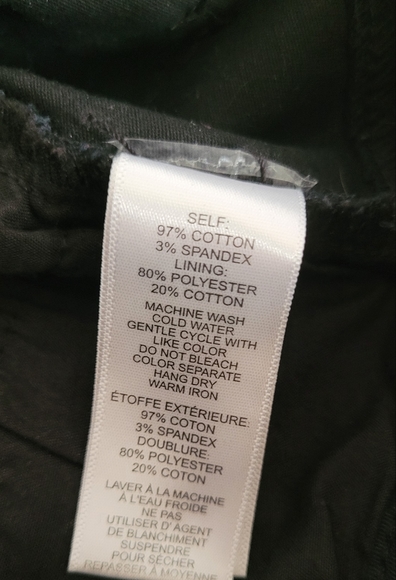 SELF:
97% COTTON
3% SPANDEX
LINING:
80% POLYESTER
20% COTTON
MACHINE WASH
COLD WATER
GENTLE CYCLE WITH
LIKE COLOR
DO NOT BLEACH
COLOR SEPARATE
HANG DRY
WARM IRON
ÉTOFFE EXTÉRIEURE:
97% COTON
3% SPANDEX
DOUBLURE:
80% POLYESTER
20% COTON
LAVER À LA MACHINE
À L'EAU FROIDE
NE PAS
UTILISER D' AGENT
DE BLANCHIMENT
SUSPENDRE
POUR SÉCHER
REPASSER À MOYENNE